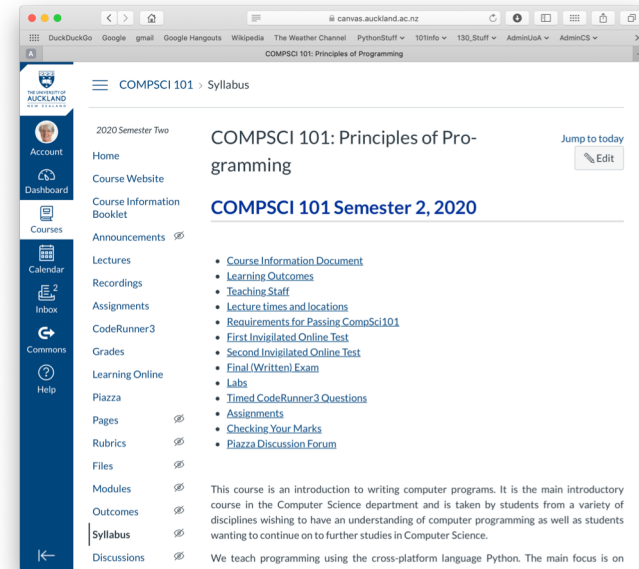 canvas.auckland.ac.nz
DuckDuckGo Google gmail Google Hangouts Wikipedia The Weather Channel PythonStuff 101Info 130_Stuff AdminUoA AdminCS
A COMPSCI 101: Principles of Programming
THE UNIVERSITY OF
AUCKLAND
NEW ZEALAND
COMPSCI 101 > Syllabus
Account
Dashboard
Courses
Calendar
2
Inbox
Commons
Help
2020 Semester Two
Home
Course Website
Course Information
Booklet
Announcements
Lectures
Recordings
Assignments
CodeRunner3
Grades
Learning Online
Piazza
Pages
Rubrics
Files
Modules
Outcomes
Syllabus
Discussions
COMPSCI 101: Principles of Pro-
gramming
Jump to today
Edit
COMPSCI 101 Semester 2, 2020
Course Information Document
Learning Outcomes
Teaching Staff
Lecture times and locations
Requirements for Passing CompSci101
First Invigilated Online Test
Second Invigilated Online Test
Final (Written) Exam
Labs
Timed CodeRunner3 Questions
Assignments
Checking Your Marks
Piazza Discussion Forum
This course is an introduction to writing computer programs. It is the main introductory
course in the Computer Science department and is taken by students from a variety of
disciplines wishing to have an understanding of computer programming as well as students
wanting to continue on to further studies in Computer Science.
We teach programming using the cross-platform language Python. The main focus is on